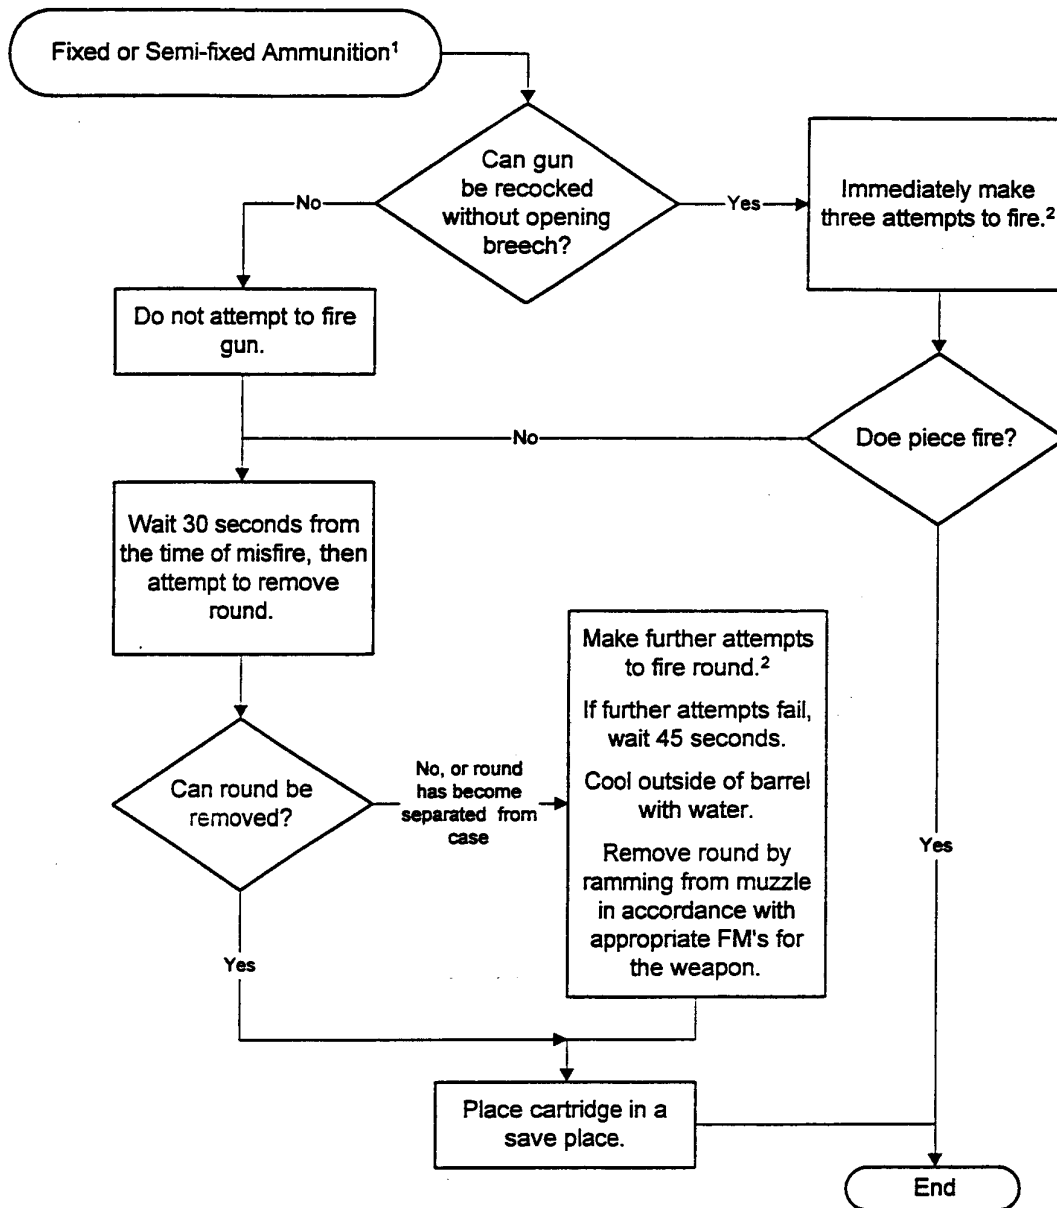 Fixed or Semi-fixed Ammunition¹
Can gun
be recocked
without opening
breech?
No
Yes
Immediately make
three attempts to fire.²
Do not attempt to fire
gun.
Doe piece fire?
No
Wait 30 seconds from
the time of misfire, then
attempt to remove
round.
Make further attempts
to fire round.²
If further attempts fail,
wait 45 seconds.
Cool outside of barrel
with water.
Remove round by
ramming from muzzle
in accordance with
appropriate FM's for
the weapon.
Can round be
removed?
No, or round
has become
separated from
case
Yes
Yes
Place cartridge in a
save place.
End